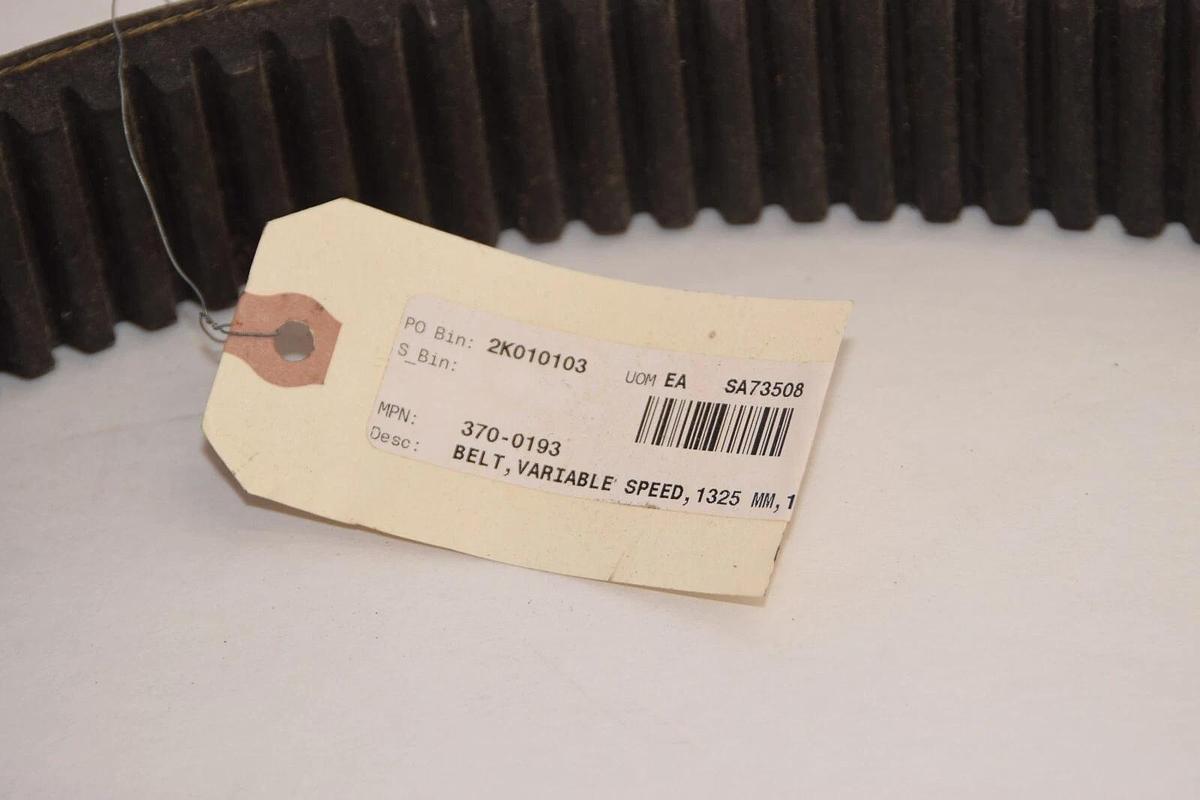 PO Bin: 2K010103
S_Bin:
UOM EA SA73508
MPN: 370-0193
Desc: BELT,VARIABLE SPEED,1325 MM,1